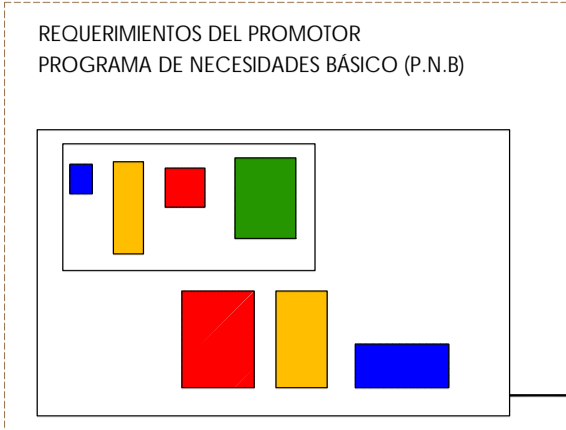 REQUERIMIENTOS DEL PROMOTOR
PROGRAMA DE NECESIDADES BÁSICO (P.N.B)